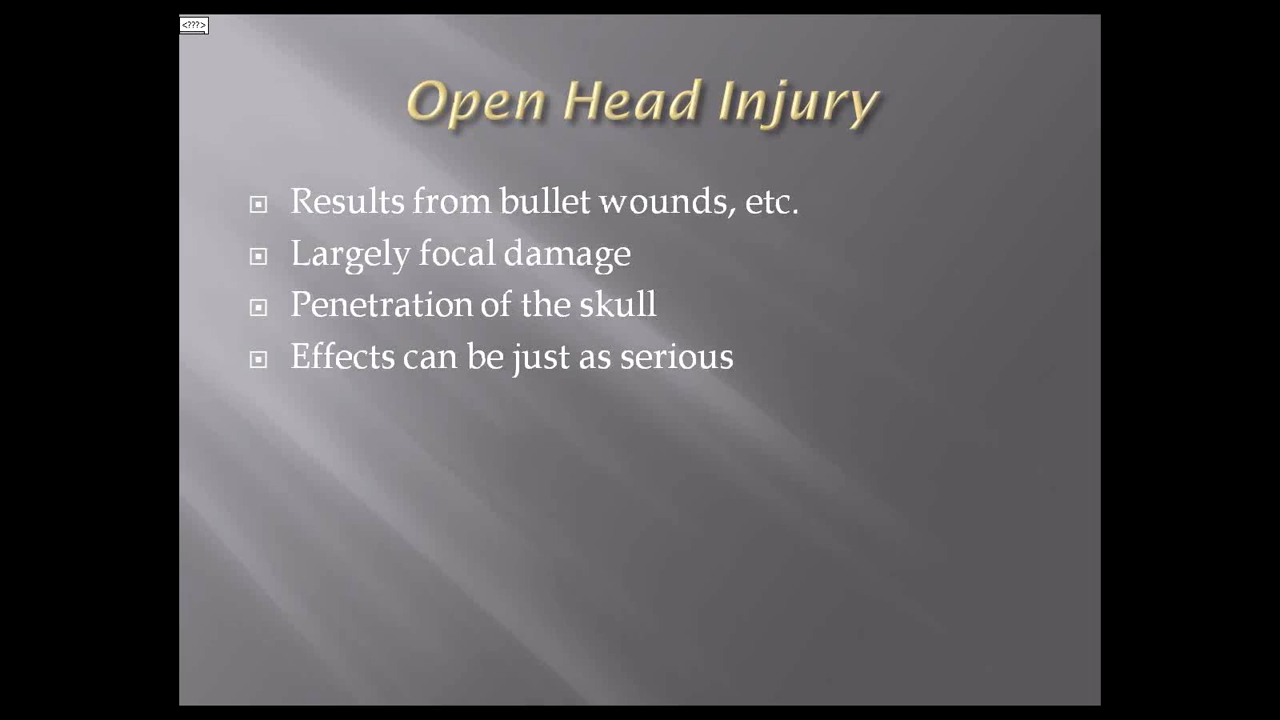 <???>
Open Head Injury
Results from bullet wounds, etc.
Largely focal damage
Penetration of the skull
Effects can be just as serious